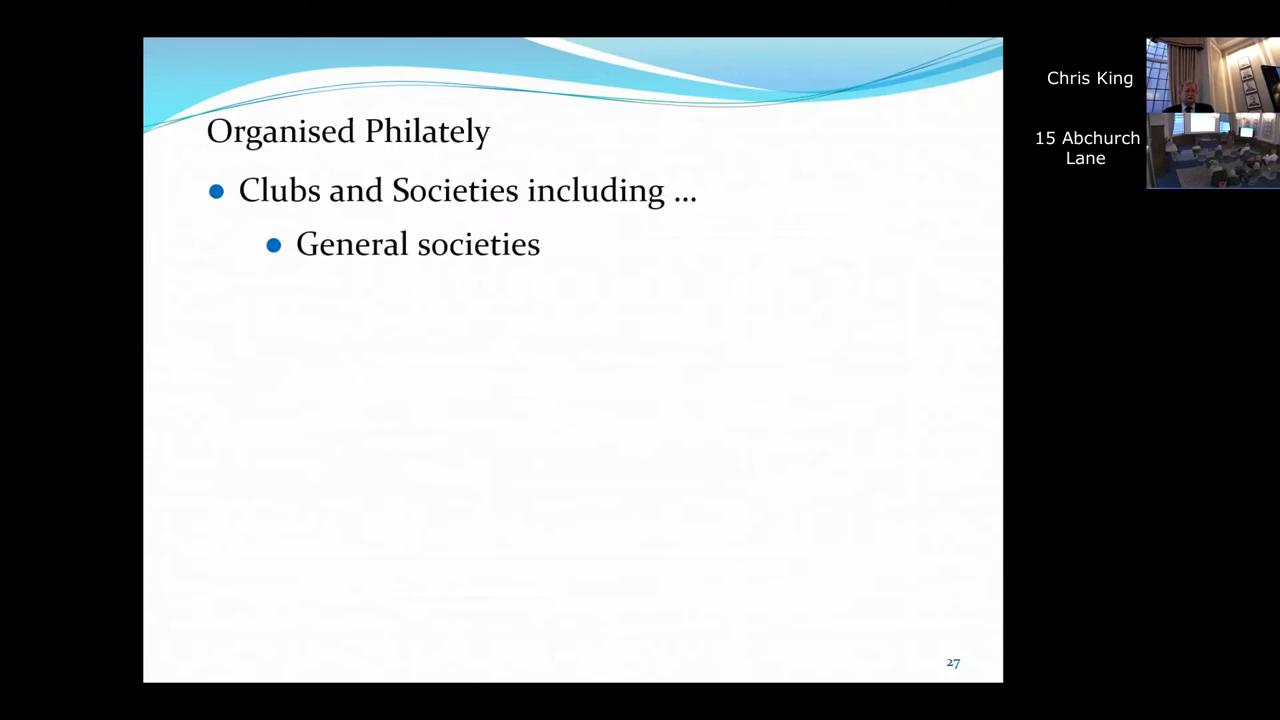 Organised Philately
Clubs and Societies including ...
General societies
27
Chris King
15 Abchurch
Lane